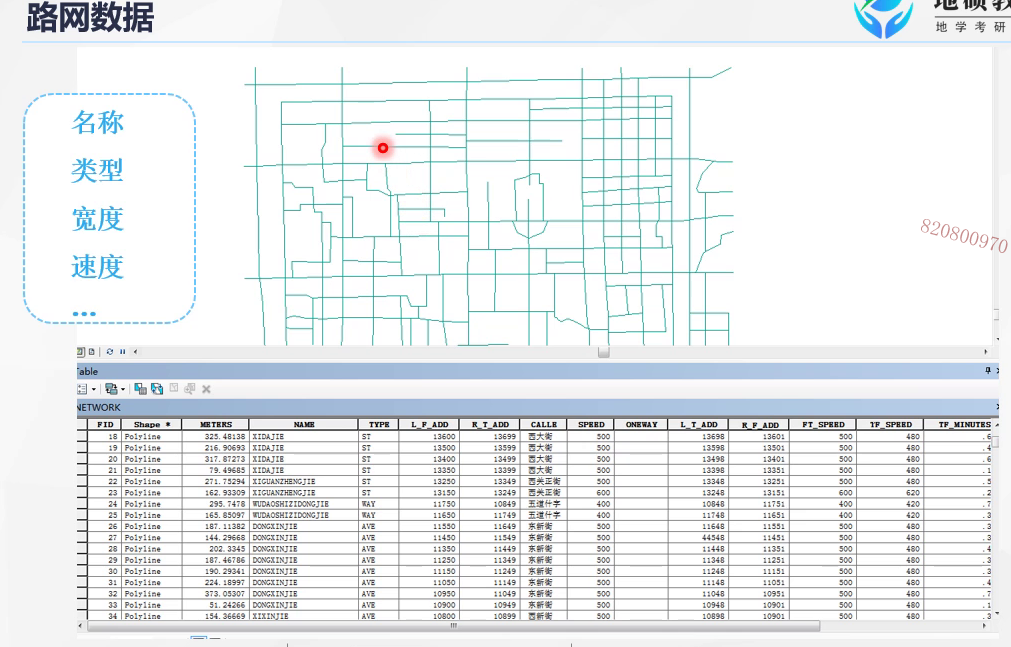 路网数据
地硕教
地 学 考 研
名称
类型
宽度
速度
...
820800970
Table
NETWORK
FID Shape * METERS NAME TYPE L_F_ADD R_T_ADD CALLE SPEED ONEWAY L_T_ADD R_F_ADD FT_SPEED TF_SPEED TF_MINUTES
18 Polyline 325.48138 XIDAJIE ST 13600 13699 西大街 500 13698 13601 500 480 .6
19 Polyline 216.90693 XIDAJIE ST 13500 13599 西大街 500 13598 13501 500 480 .4
20 Polyline 317.87273 XIDAJIE ST 13400 13499 西大街 500 13498 13401 500 480 .6
21 Polyline 79.49685 XIDAJIE ST 13350 13399 西大街 500 13398 13351 500 480 .1
22 Polyline 271.75294 XIGUANZHENGJIE ST 13250 13349 西关正街 500 13348 13251 500 480 .5
23 Polyline 162.93309 XIGUANZHENGJIE ST 13150 13249 西关正街 600 13248 13151 600 620 .2
24 Polyline 295.7478 WUDAOSHIZIDONGJIE WAY 11750 10849 五道什字 400 10848 11751 400 420 .7
25 Polyline 165.85097 WUDAOSHIZIDONGJIE WAY 11650 11749 五道什字 400 11748 11651 400 420 .3
26 Polyline 187.11382 DONGXINJIE AVE 11550 11649 东新街 500 11648 11551 500 480 .3
27 Polyline 144.29668 DONGXINJIE AVE 11450 11549 东新街 500 44548 11451 500 480 .3
28 Polyline 202.3345 DONGXINJIE AVE 11350 11449 东新街 500 11448 11351 500 480 .4
29 Polyline 187.46786 DONGXINJIE AVE 11250 11349 东新街 500 11348 11251 500 480 .3
30 Polyline 190.29341 DONGXINJIE AVE 11150 11249 东新街 500 11248 11151 500 480 .3
31 Polyline 224.18997 DONGXINJIE AVE 11050 11149 东新街 500 11148 11051 500 480 .4
32 Polyline 373.05307 DONGXINJIE AVE 10950 11049 东新街 500 11048 10951 500 480 .7
33 Polyline 51.24266 DONGXINJIE AVE 10900 10949 东新街 500 10948 10901 500 480 .1
34 Polyline 154.36669 XIXINJIE AVE 10800 10899 西新街 500 10898 10901 500 480 .3